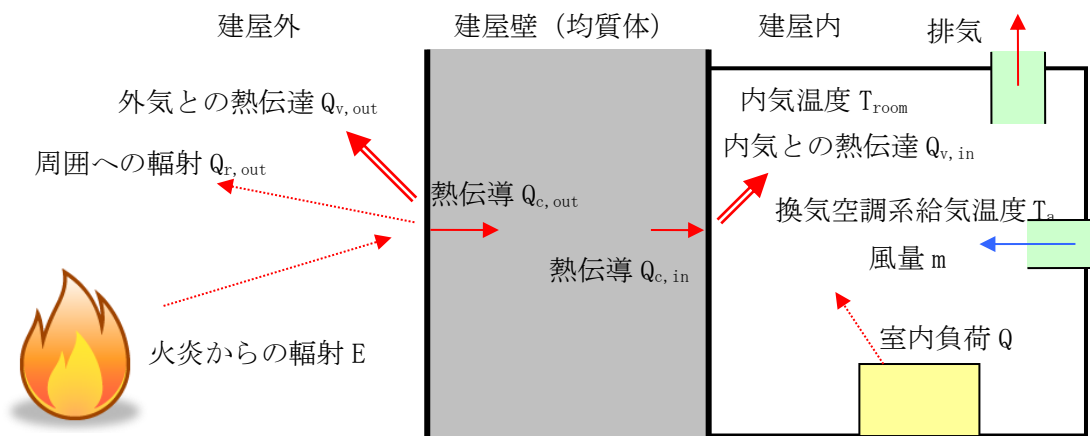 建屋外
建屋壁（均質体）
建屋内
排気
外気との熱伝達 Qv,out
内気温度 Troom
周囲への輻射 Qr,out
内気との熱伝達 Qv,in
熱伝導 Qc,out
換気空調系給気温度 Ta
風量 m
熱伝導 Qc,in
室内負荷 Q
火炎からの輻射 E